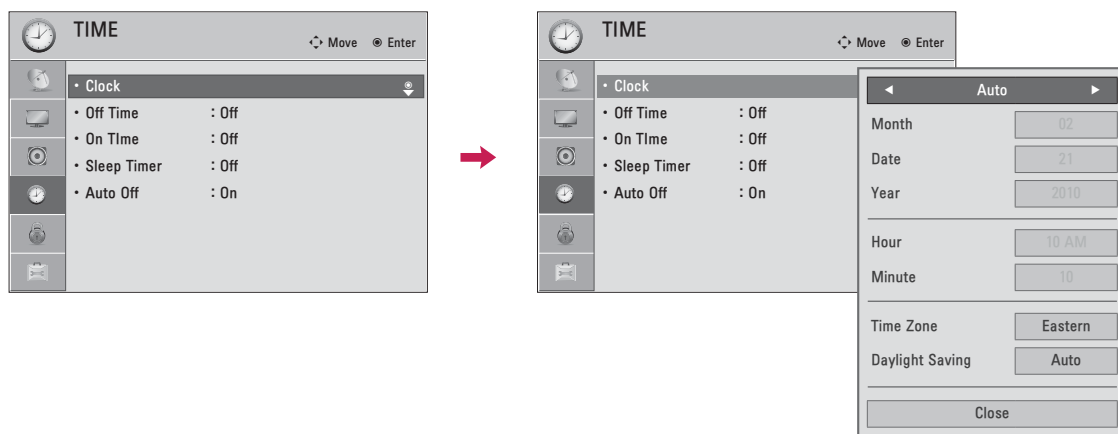 TIME
Move Enter
• Clock
• Off Time : Off
• On TIme : Off
• Sleep Timer : Off
• Auto Off : On
TIME
Move Enter
• Clock
• Off Time : Off
• On TIme : Off
• Sleep Timer : Off
• Auto Off : On
◄ Auto ►
Month 02
Date 21
Year 2010
Hour 10 AM
Minute 10
Time Zone Eastern
Daylight Saving Auto
Close